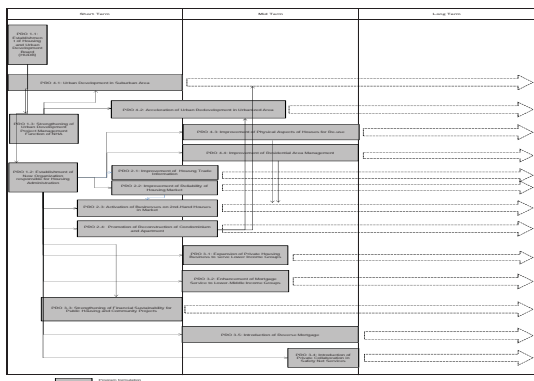 Short Term
Mid Term
Long Term
PRO 1.1:
Establishmen
t of Housing
and Urban
Development
Board
PRO 4.1: Urban Development in Suburban Area
PRO 4.2: Acceleration of Urban Redevelopment in Urbanized Area
PRO 1.3: Strengthening of
Urban Development
Project Management
Function of
PRO 4.3: Improvement of Physical Aspects of Houses for Re-use
PRO 4.4: Improvement of Residential Area Management
PRO 1.2: Establishment of
New Organization
responsible for Housing
Administration
PRO 2.1: Improvement of Housing Trade
Information
PRO 2.2: Improvement of Reliability of
Housing Market
PRO 2.3: Activation of Businesses on 2nd-Hand Houses
in Market
Promotion of Reconstruction of Condominium
and Apartment
PRO 3.1: Expansion of Private Housing
Business to Lower Income Groups
PRO 3.2: Enhancement of Mortgage
Service to Lower-Middle Income Groups
PRO 3.3: Strengthening of Financial Sustainability for
Public Housing and Community Projects
PRO 3.5: Introduction of Reverse Mortgage
PRO 3.4: Introduction of
Private Collaboration in
Safety Net Services
Program Formulation